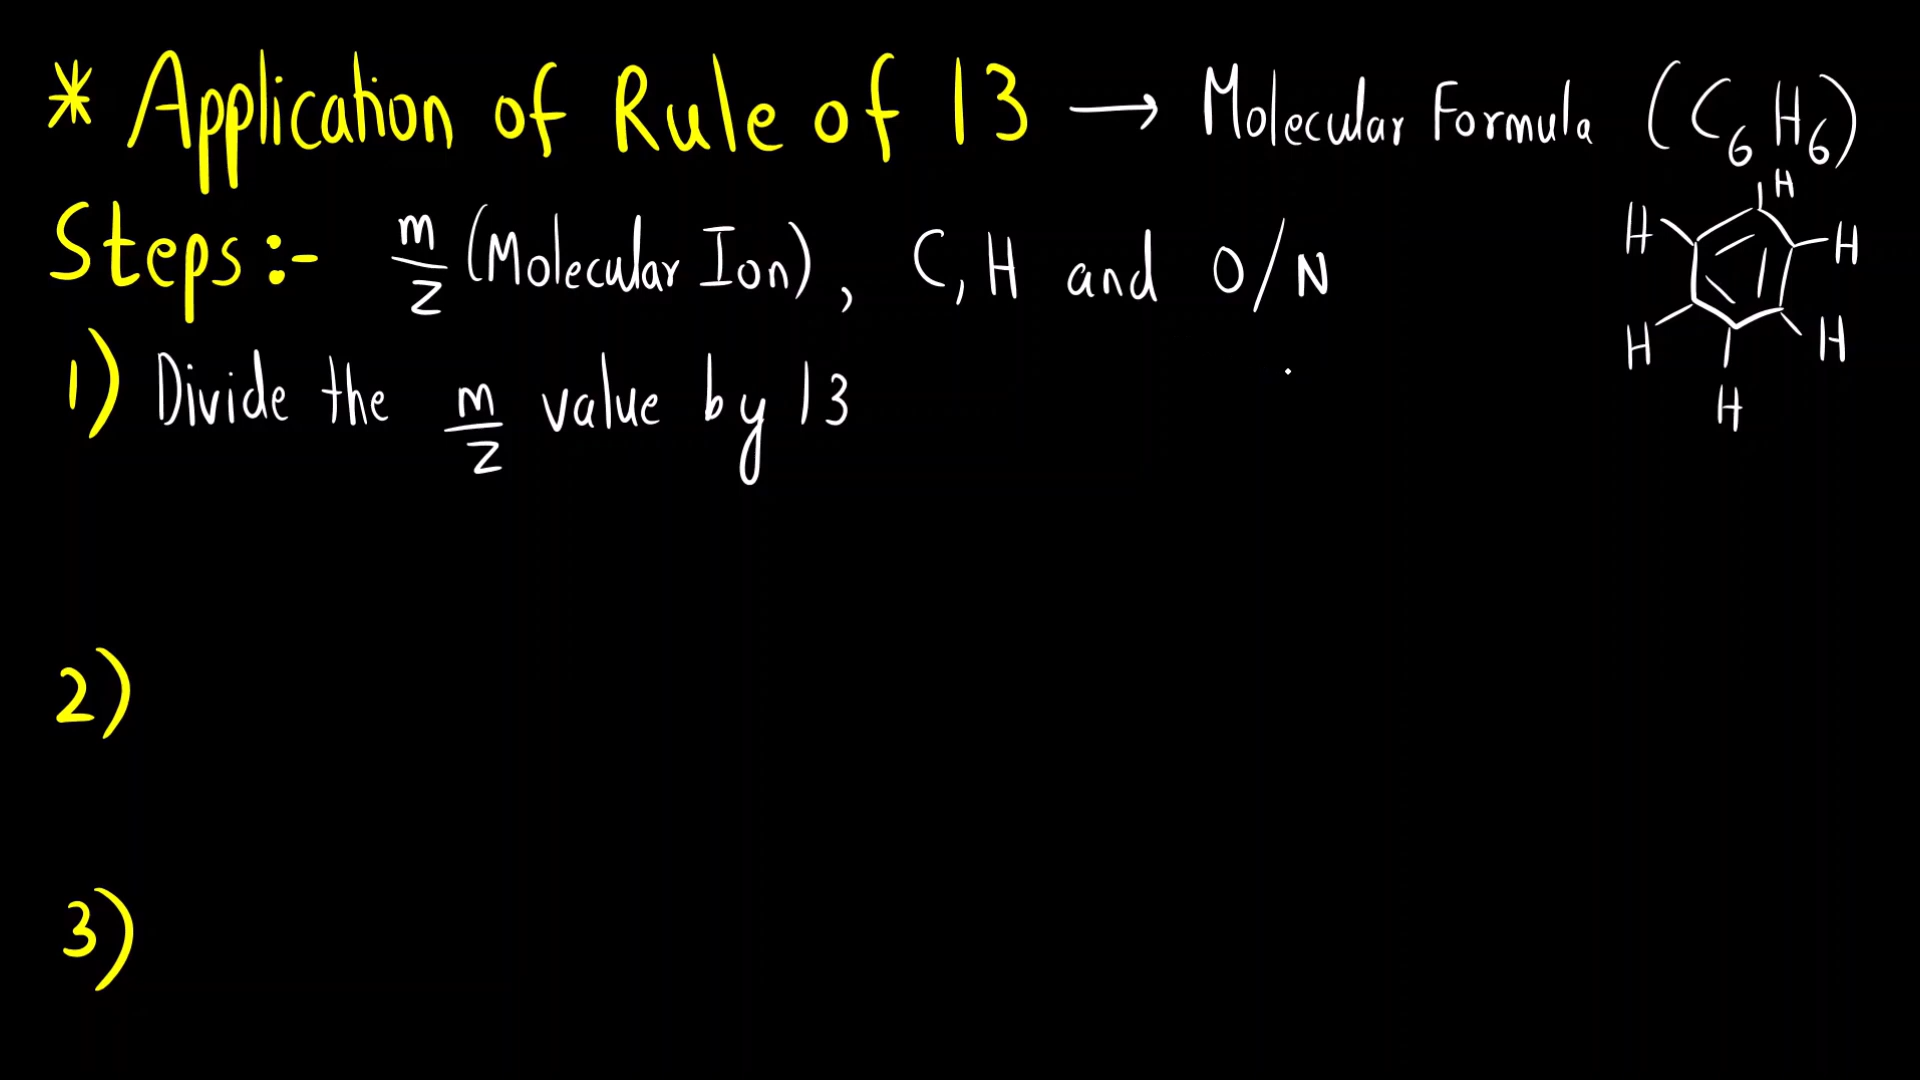 * Application of Rule of 13 → Molecular Formula (C₆H₆)
Steps:- m/z (Molecular Ion), C, H and O/N
1) Divide the m/z value by 13
2)
3)
H
H
H
H
H
H